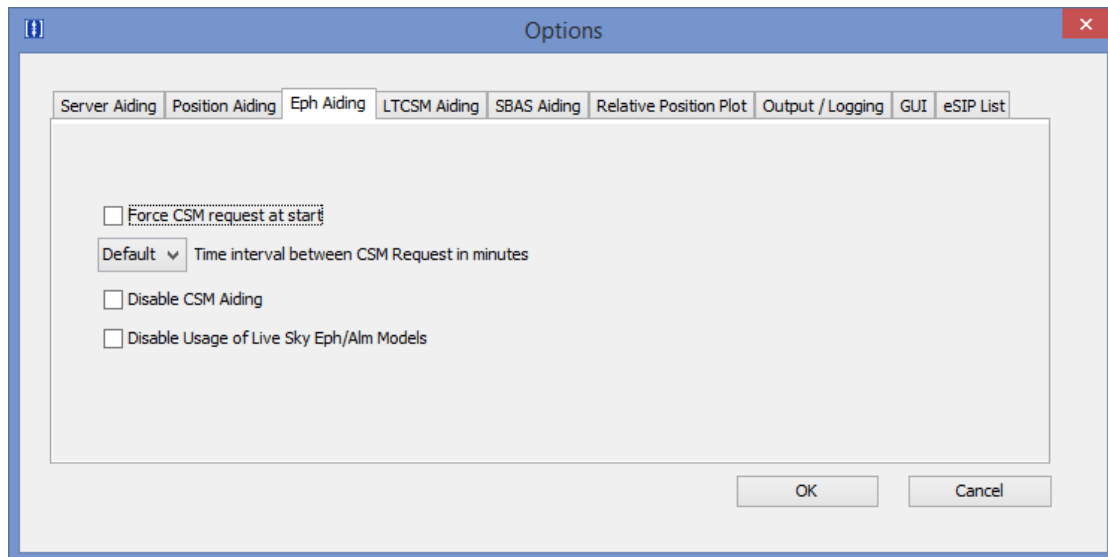 Options
Server Aiding Position Aiding Eph Aiding LTCSM Aiding SBAS Aiding Relative Position Plot Output / Logging GUI eSIP List
Force CSM request at start
Default Time interval between CSM Request in minutes
Disable CSM Aiding
Disable Usage of Live Sky Eph/Alm Models
OK Cancel